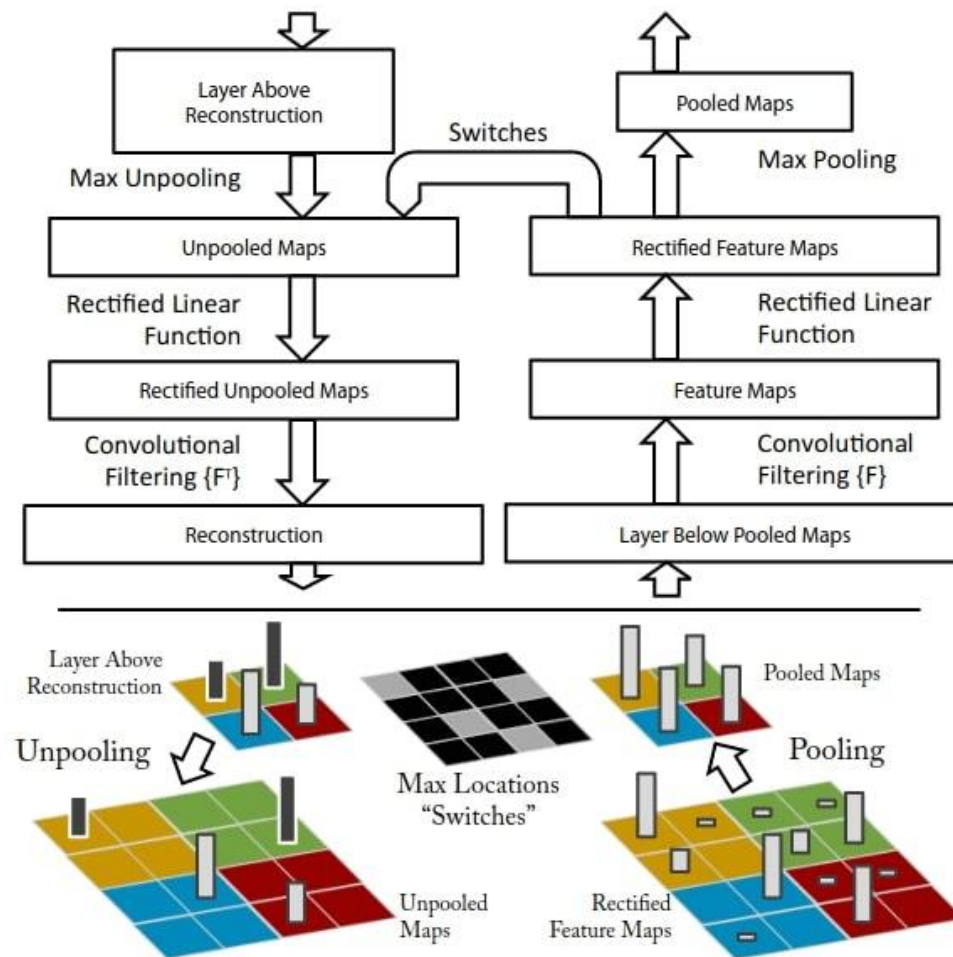 Layer Above
Reconstruction
Pooled Maps
Switches
Max Unpooling
Max Pooling
Unpooled Maps
Rectified Feature Maps
Rectified Linear
Function
Rectified Linear
Function
Rectified Unpooled Maps
Feature Maps
Convolutional
Filtering {Fᵀ}
Convolutional
Filtering {F}
Reconstruction
Layer Below Pooled Maps
Layer Above
Reconstruction
Pooled Maps
Unpooling
Pooling
Max Locations
“Switches”
Unpooled
Maps
Rectified
Feature Maps